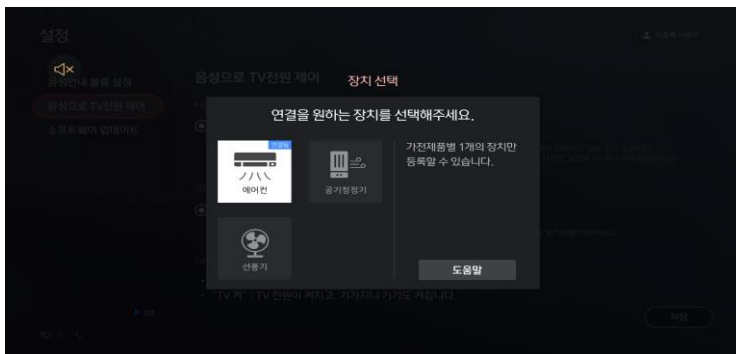 설정
음성안내 볼륨 설정
음성으로 TV전원 제어
소프트웨어 업데이트
음성으로 TV전원 제어
장치 선택
연결을 원하는 장치를 선택해주세요.
연결됨
에어컨
공기청정기
선풍기
가전제품별 1개의 장치만
등록할 수 있습니다.
도움말
"TV 켜" : TV 전원이 켜지고, 기가지니 기기도 켜집니다.
저장